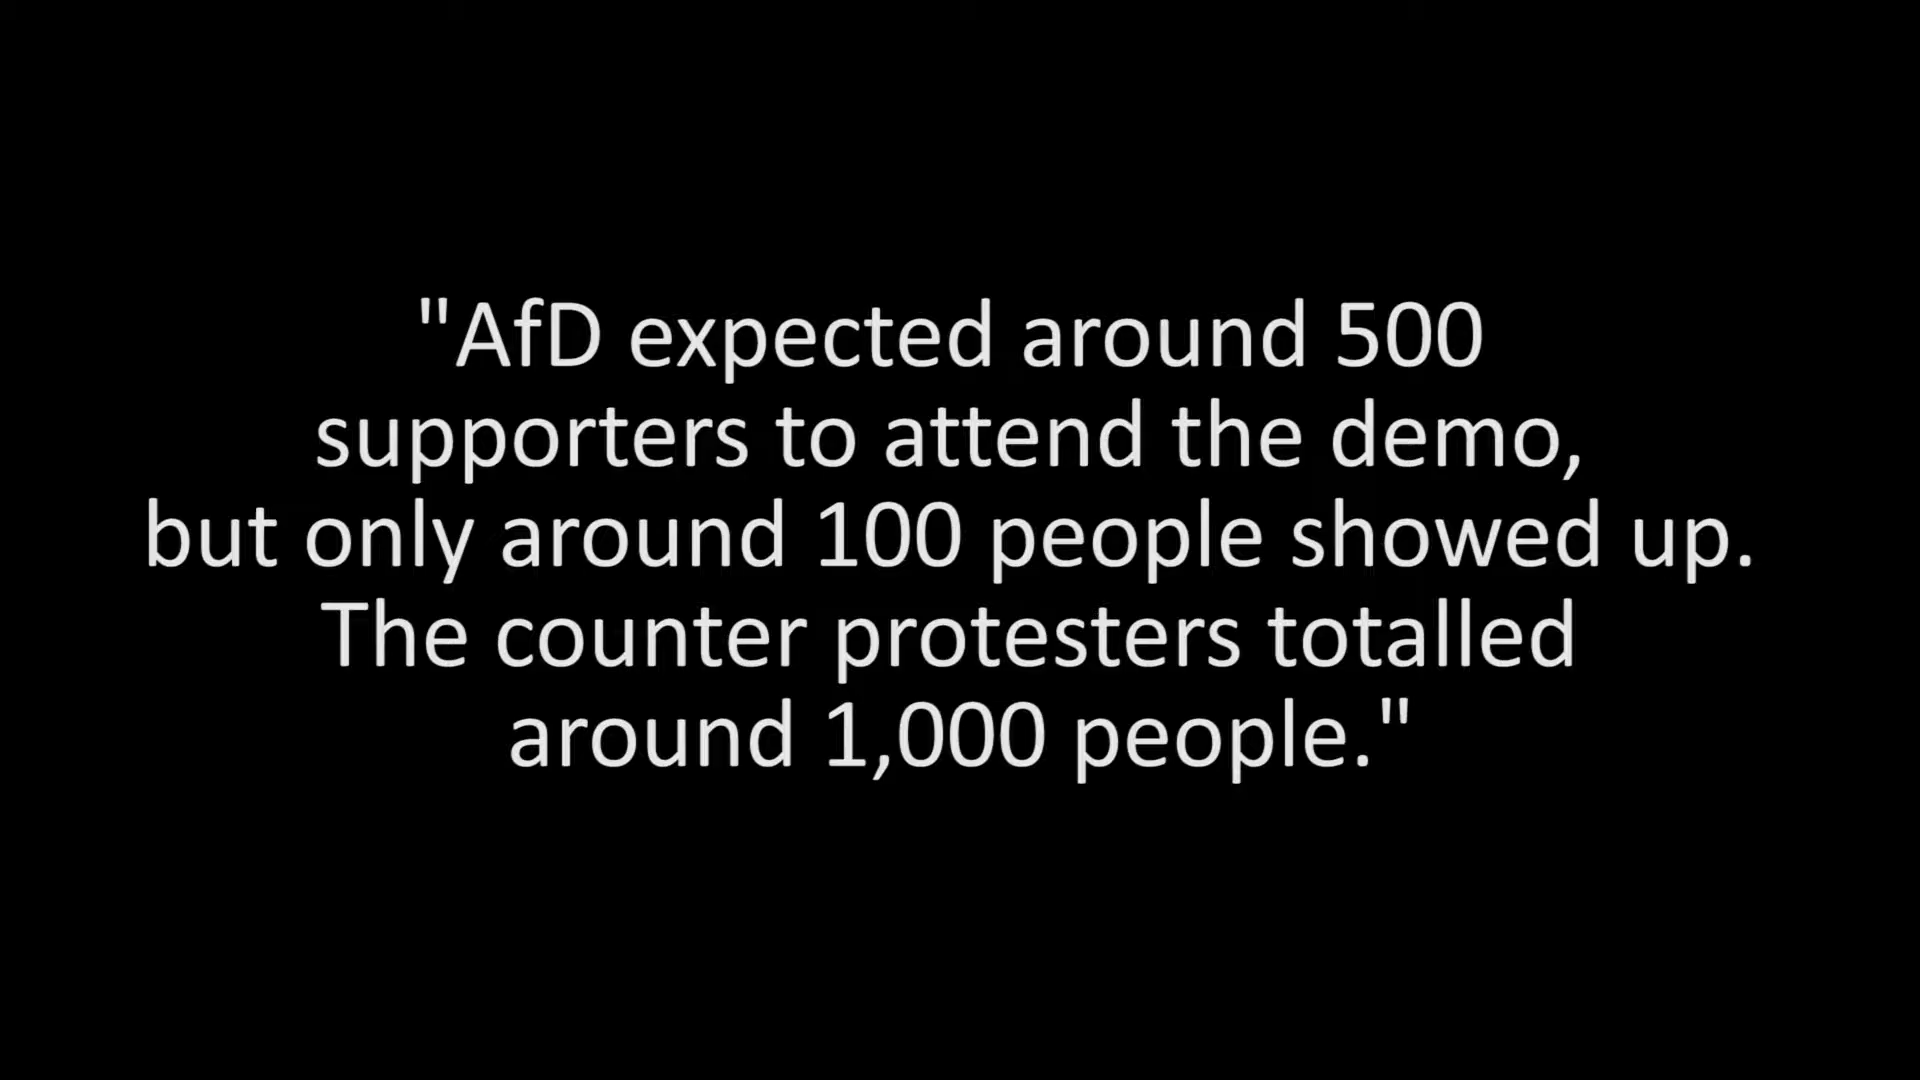 "AfD expected around 500
supporters to attend the demo,
but only around 100 people showed up.
The counter protesters totalled
around 1,000 people."